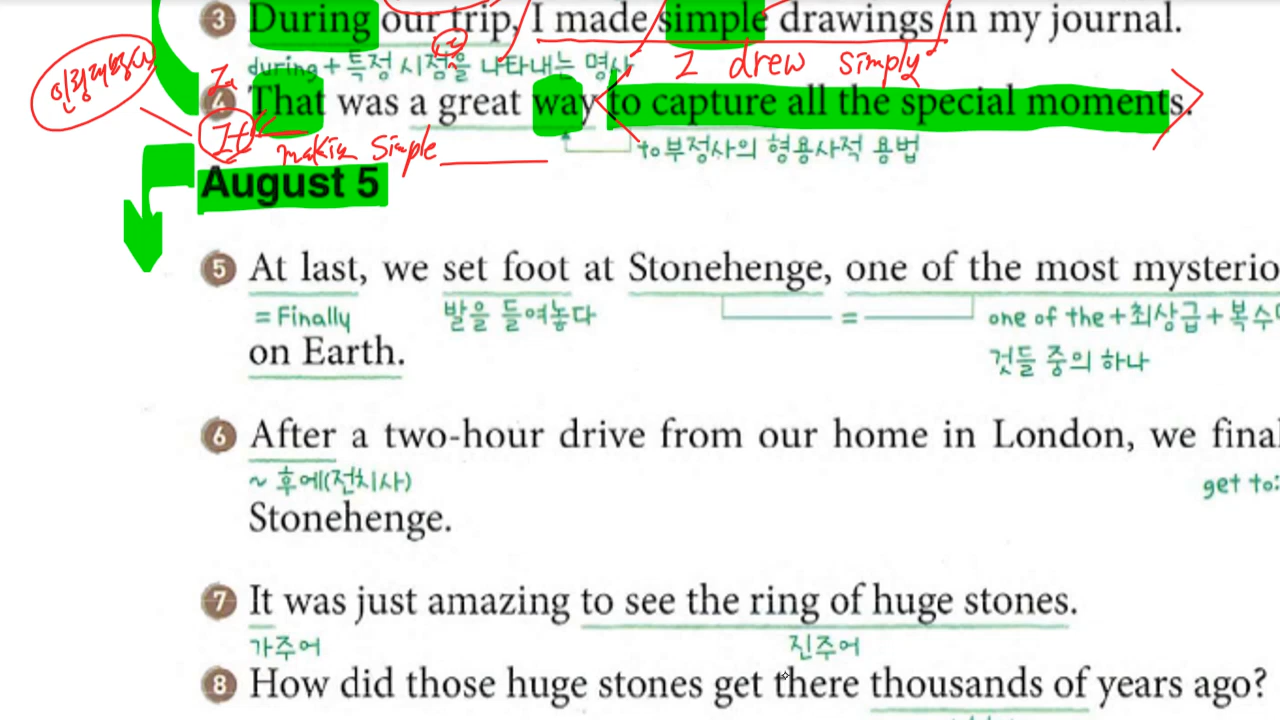 3 During our trip, I made simple drawings in my journal.
during + 특정 시점을 나타내는 명사
I drew simply
4 That was a great way to capture all the special moments.
It
making simple
to부정사의 형용사적 용법
August 5
5 At last, we set foot at Stonehenge, one of the most mysterio
= Finally 발을 들여놓다 = one of the + 최상급 + 복수
on Earth.
것들 중의 하나
6 After a two-hour drive from our home in London, we final
~ 후에(전치사) get to:
Stonehenge.
7 It was just amazing to see the ring of huge stones.
가주어 진주어
8 How did those huge stones get there thousands of years ago?